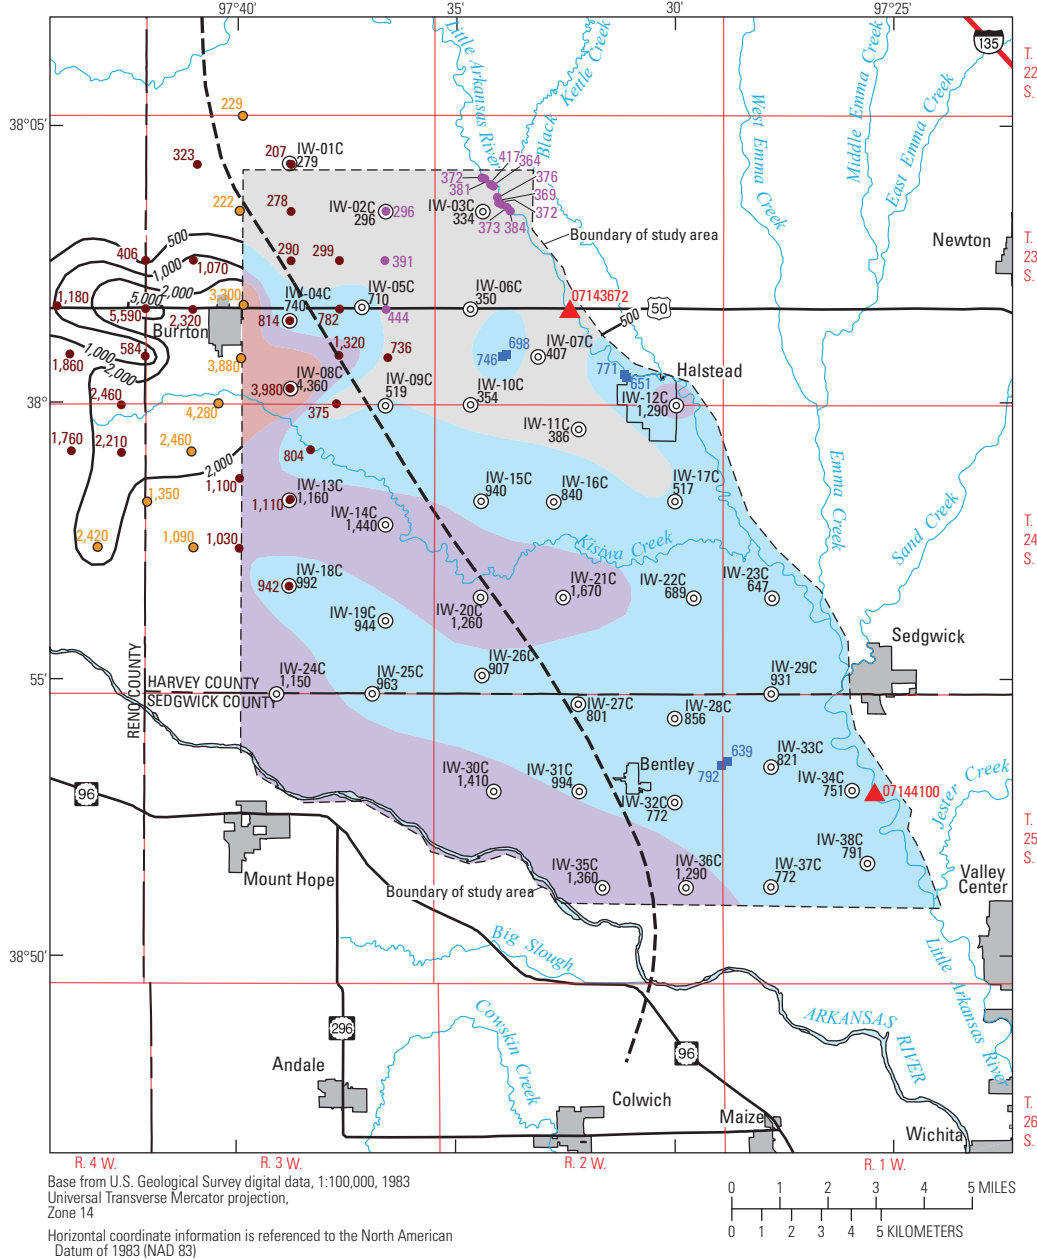 97°40'
35'
30'
97°25'
135
T.
22
S.
Little Arkansas River
Black Kettle Creek
West Emma Creek
Middle Emma Creek
East Emma Creek
229
38°05'
323
207
IW-01C
279
417
364
372
381
376
369
372
373
384
222
278
IW-02C
296
296
IW-03C
334
Boundary of study area
Newton
T.
23
S.
500
406
1,000
1,070
290
299
391
2,000
1,180
5,000
3,300
IW-04C
740
IW-05C
710
IW-06C
350
07143672
50
500
5,590
2,320
Burrton
814
782
444
584
1,000
2,000
1,860
3,880
1,320
736
746
698
IW-07C
407
771
651
Halstead
2,460
4,280
3,980
IW-08C
4,360
375
IW-09C
519
IW-10C
354
IW-12C
1,290
38°
IW-11C
386
1,760
2,210
2,460
2,000
804
1,100
1,350
1,110
IW-13C
1,160
IW-14C
1,440
IW-15C
940
IW-16C
840
IW-17C
517
Emma Creek
Sand Creek
T.
24
S.
2,420
1,090
1,030
Kisiwa Creek
942
IW-18C
992
IW-19C
944
IW-20C
1,260
IW-21C
1,670
IW-22C
689
IW-23C
647
Sedgwick
55'
RENO COUNTY
HARVEY COUNTY
SEDGWICK COUNTY
IW-24C
1,150
IW-25C
963
IW-26C
907
IW-27C
801
IW-28C
856
IW-29C
931
96
IW-30C
1,410
IW-31C
994
Bentley
IW-32C
772
792
639
IW-33C
821
IW-34C
751
07144100
Jester Creek
T.
25
S.
Mount Hope
Boundary of study area
IW-35C
1,360
IW-36C
1,290
IW-37C
772
IW-38C
791
Valley
Center
38°50'
Big Slough
Little Arkansas River
ARKANSAS
RIVER
296
Cowskin Creek
96
Andale
Colwich
Maize
Wichita
T.
26
S.
R. 4 W.
R. 3 W.
R. 2 W.
R. 1 W.
Base from U.S. Geological Survey digital data, 1:100,000, 1983
Universal Transverse Mercator projection,
Zone 14
Horizontal coordinate information is referenced to the North American
Datum of 1983 (NAD 83)
0 1 2 3 4 5 MILES
0 1 2 3 4 5 KILOMETERS